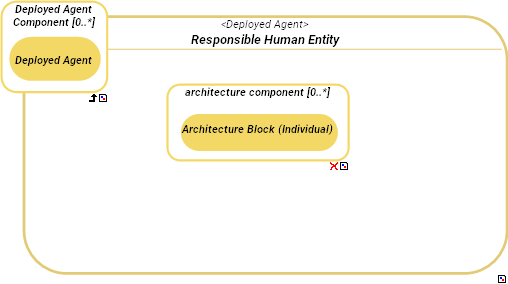 Deployed Agent
Component [0..*]
Deployed Agent
<Deployed Agent>
Responsible Human Entity
architecture component [0..*]
Architecture Block (Individual)